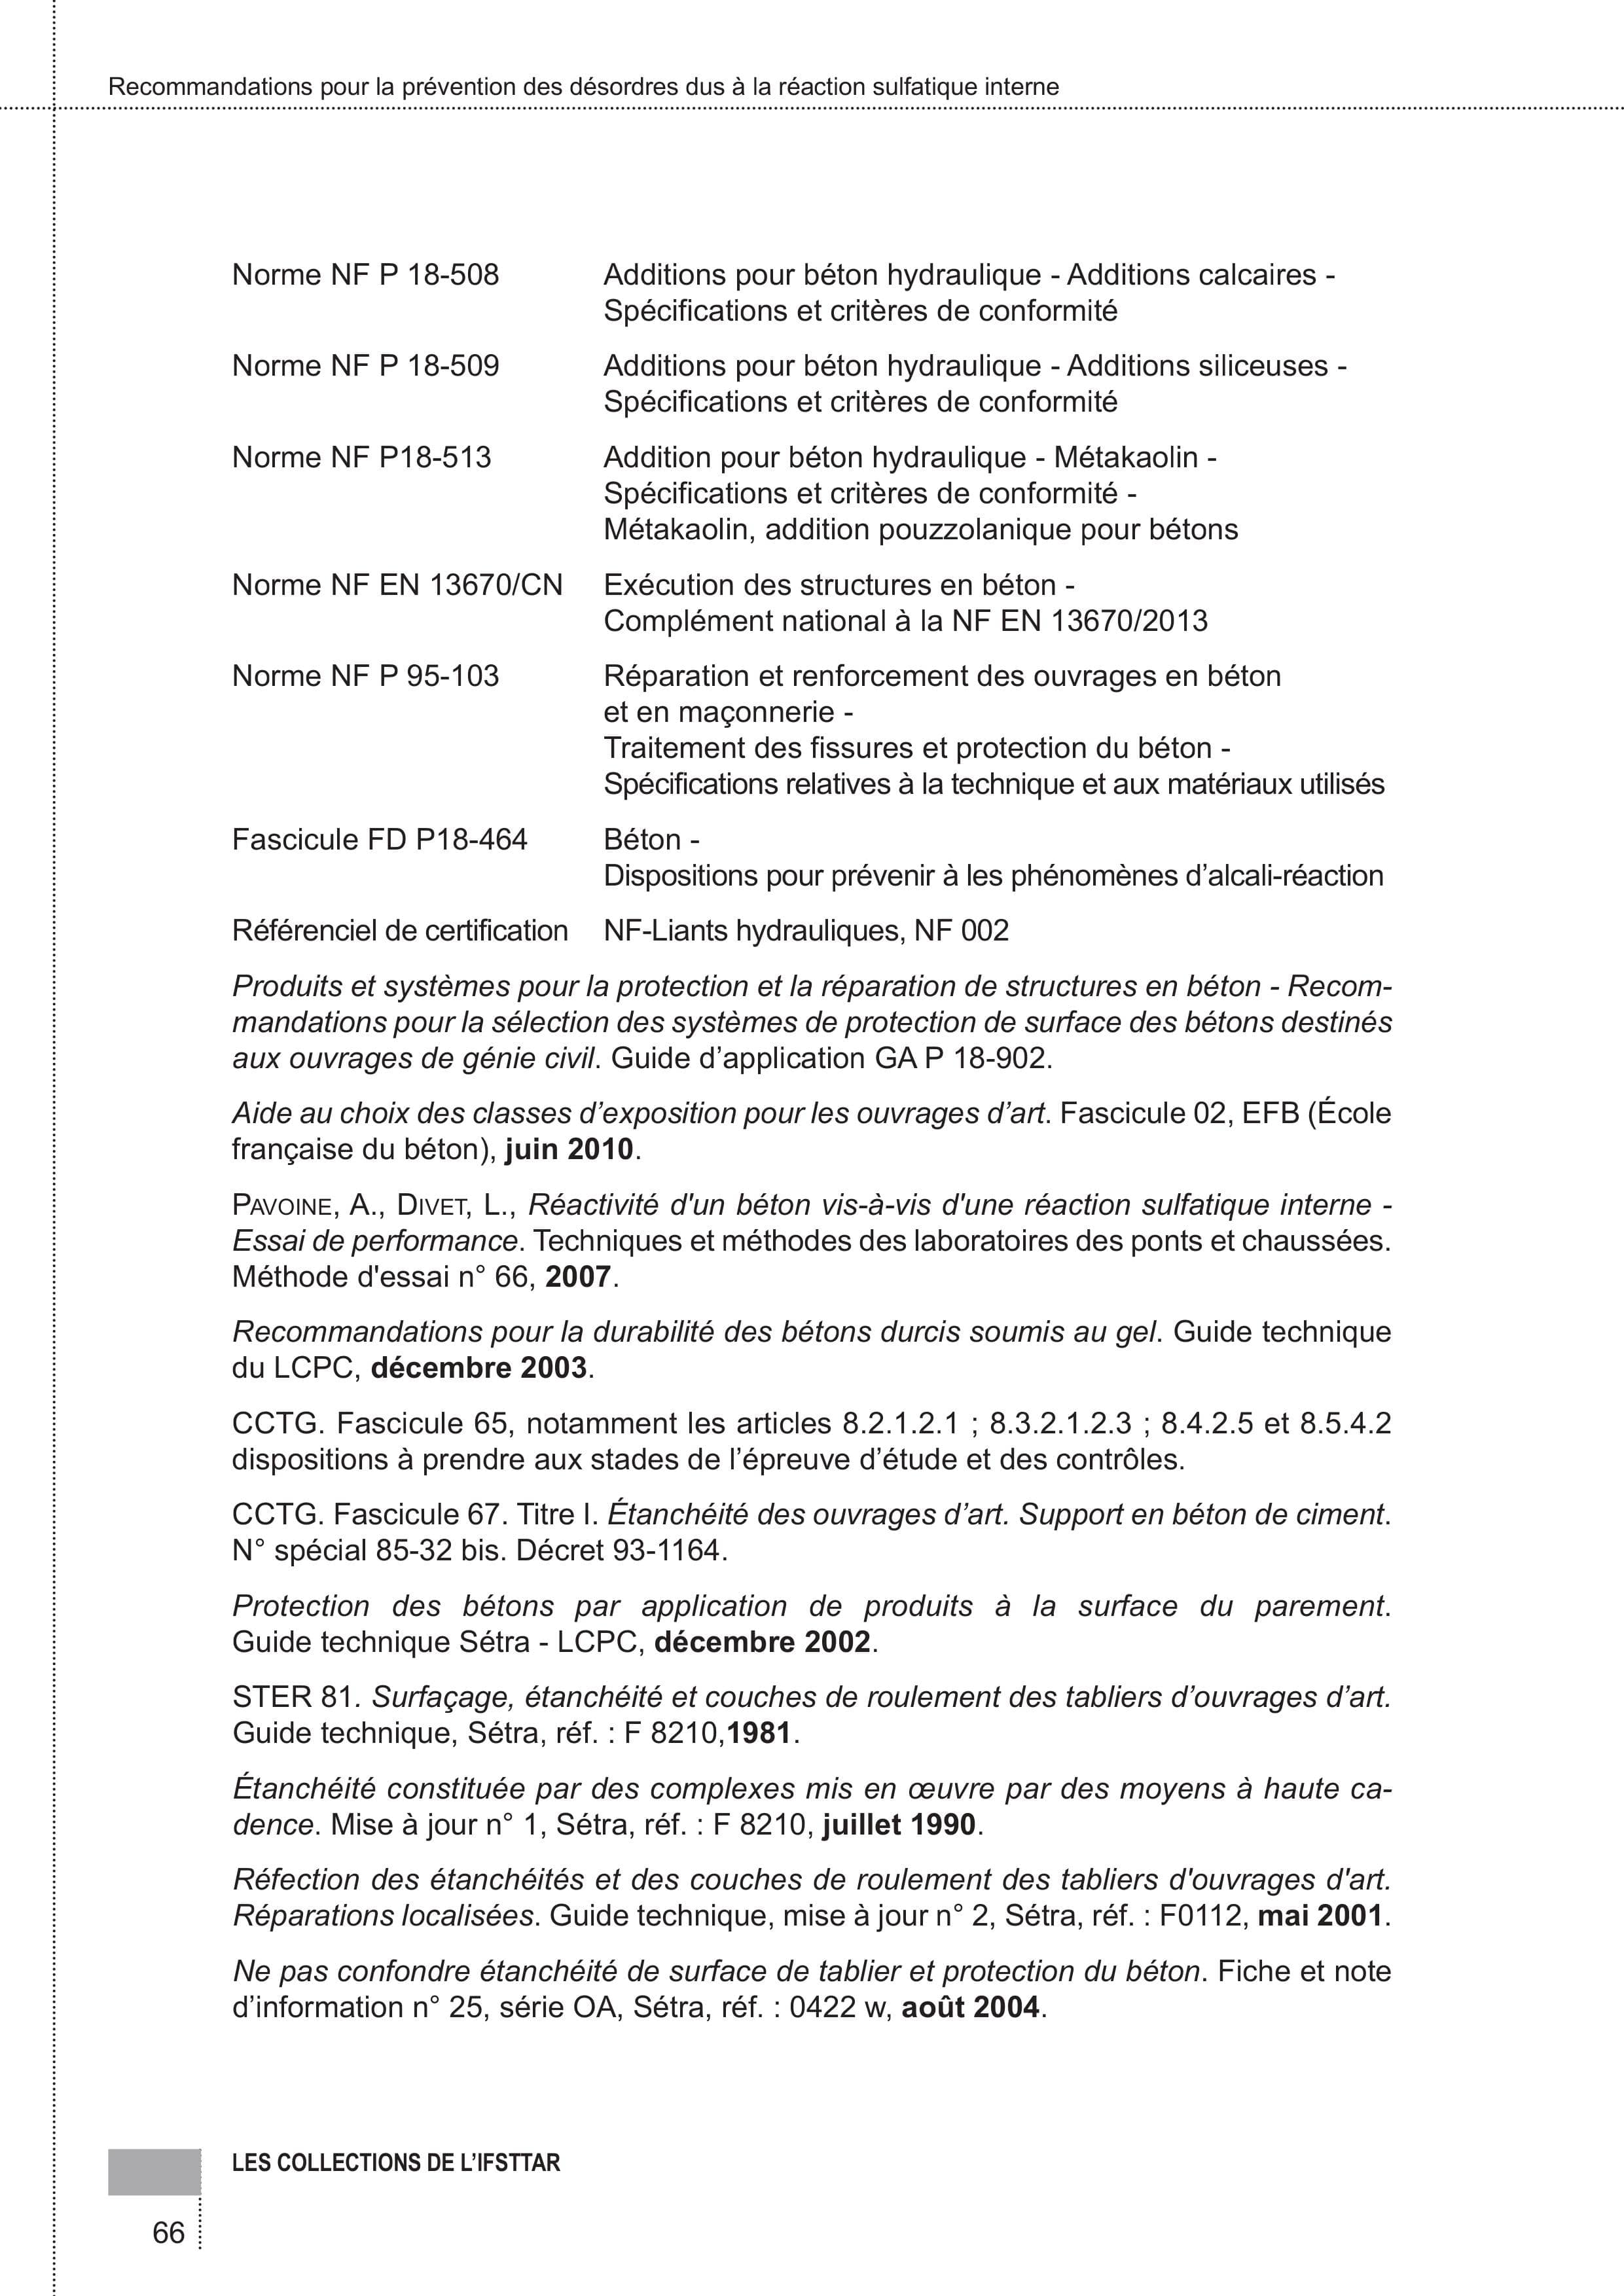 Recommandations pour la prévention des désordres dus à la réaction sulfatique interne
Norme NF P 18-508 Additions pour béton hydraulique - Additions calcaires -
Spécifications et critères de conformité
Norme NF P 18-509 Additions pour béton hydraulique - Additions siliceuses -
Spécifications et critères de conformité
Norme NF P18-513 Addition pour béton hydraulique - Métakaolin -
Spécifications et critères de conformité -
Métakaolin, addition pouzzolanique pour bétons
Norme NF EN 13670/CN Exécution des structures en béton -
Complément national à la NF EN 13670/2013
Norme NF P 95-103 Réparation et renforcement des ouvrages en béton
et en maçonnerie -
Traitement des fissures et protection du béton -
Spécifications relatives à la technique et aux matériaux utilisés
Fascicule FD P18-464 Béton -
Dispositions pour prévenir à les phénomènes d’alcali-réaction
Référenciel de certification NF-Liants hydrauliques, NF 002
Produits et systèmes pour la protection et la réparation de structures en béton - Recom-
mandations pour la sélection des systèmes de protection de surface des bétons destinés
aux ouvrages de génie civil. Guide d’application GA P 18-902.
Aide au choix des classes d’exposition pour les ouvrages d’art. Fascicule 02, EFB (École
française du béton), juin 2010.
PAVOINE, A., DIVET, L., Réactivité d'un béton vis-à-vis d'une réaction sulfatique interne -
Essai de performance. Techniques et méthodes des laboratoires des ponts et chaussées.
Méthode d'essai n° 66, 2007.
Recommandations pour la durabilité des bétons durcis soumis au gel. Guide technique
du LCPC, décembre 2003.
CCTG. Fascicule 65, notamment les articles 8.2.1.2.1 ; 8.3.2.1.2.3 ; 8.4.2.5 et 8.5.4.2
dispositions à prendre aux stades de l’épreuve d’étude et des contrôles.
CCTG. Fascicule 67. Titre I. Étanchéité des ouvrages d’art. Support en béton de ciment.
N° spécial 85-32 bis. Décret 93-1164.
Protection des bétons par application de produits à la surface du parement.
Guide technique Sétra - LCPC, décembre 2002.
STER 81. Surfaçage, étanchéité et couches de roulement des tabliers d’ouvrages d’art.
Guide technique, Sétra, réf. : F 8210,1981.
Étanchéité constituée par des complexes mis en œuvre par des moyens à haute ca-
dence. Mise à jour n° 1, Sétra, réf. : F 8210, juillet 1990.
Réfection des étanchéités et des couches de roulement des tabliers d'ouvrages d'art.
Réparations localisées. Guide technique, mise à jour n° 2, Sétra, réf. : F0112, mai 2001.
Ne pas confondre étanchéité de surface de tablier et protection du béton. Fiche et note
d’information n° 25, série OA, Sétra, réf. : 0422 w, août 2004.
LES COLLECTIONS DE L’IFSTTAR
66